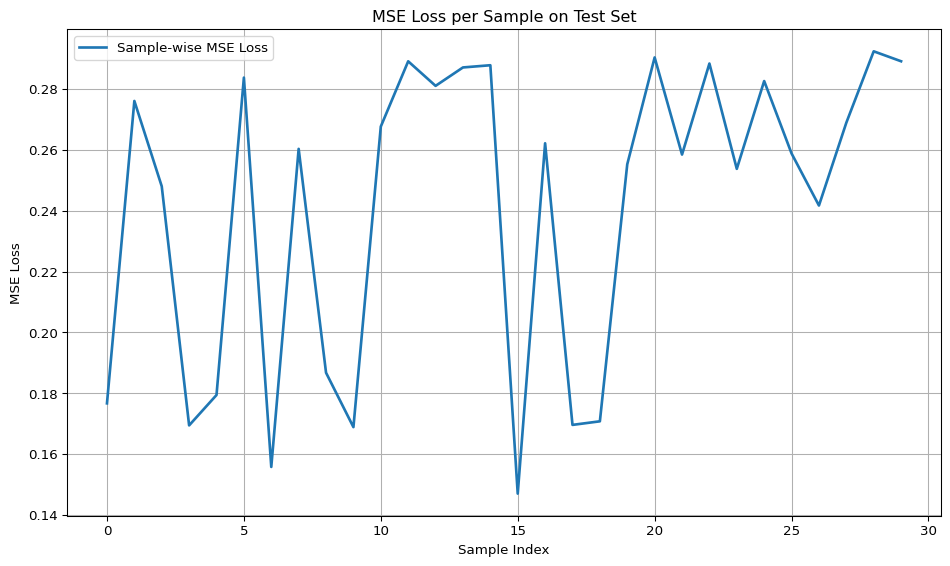 MSE Loss per Sample on Test Set
Sample-wise MSE Loss
0.28
0.26
0.24
0.22
0.20
0.18
0.16
0.14
MSE Loss
0 5 10 15 20 25 30
Sample Index